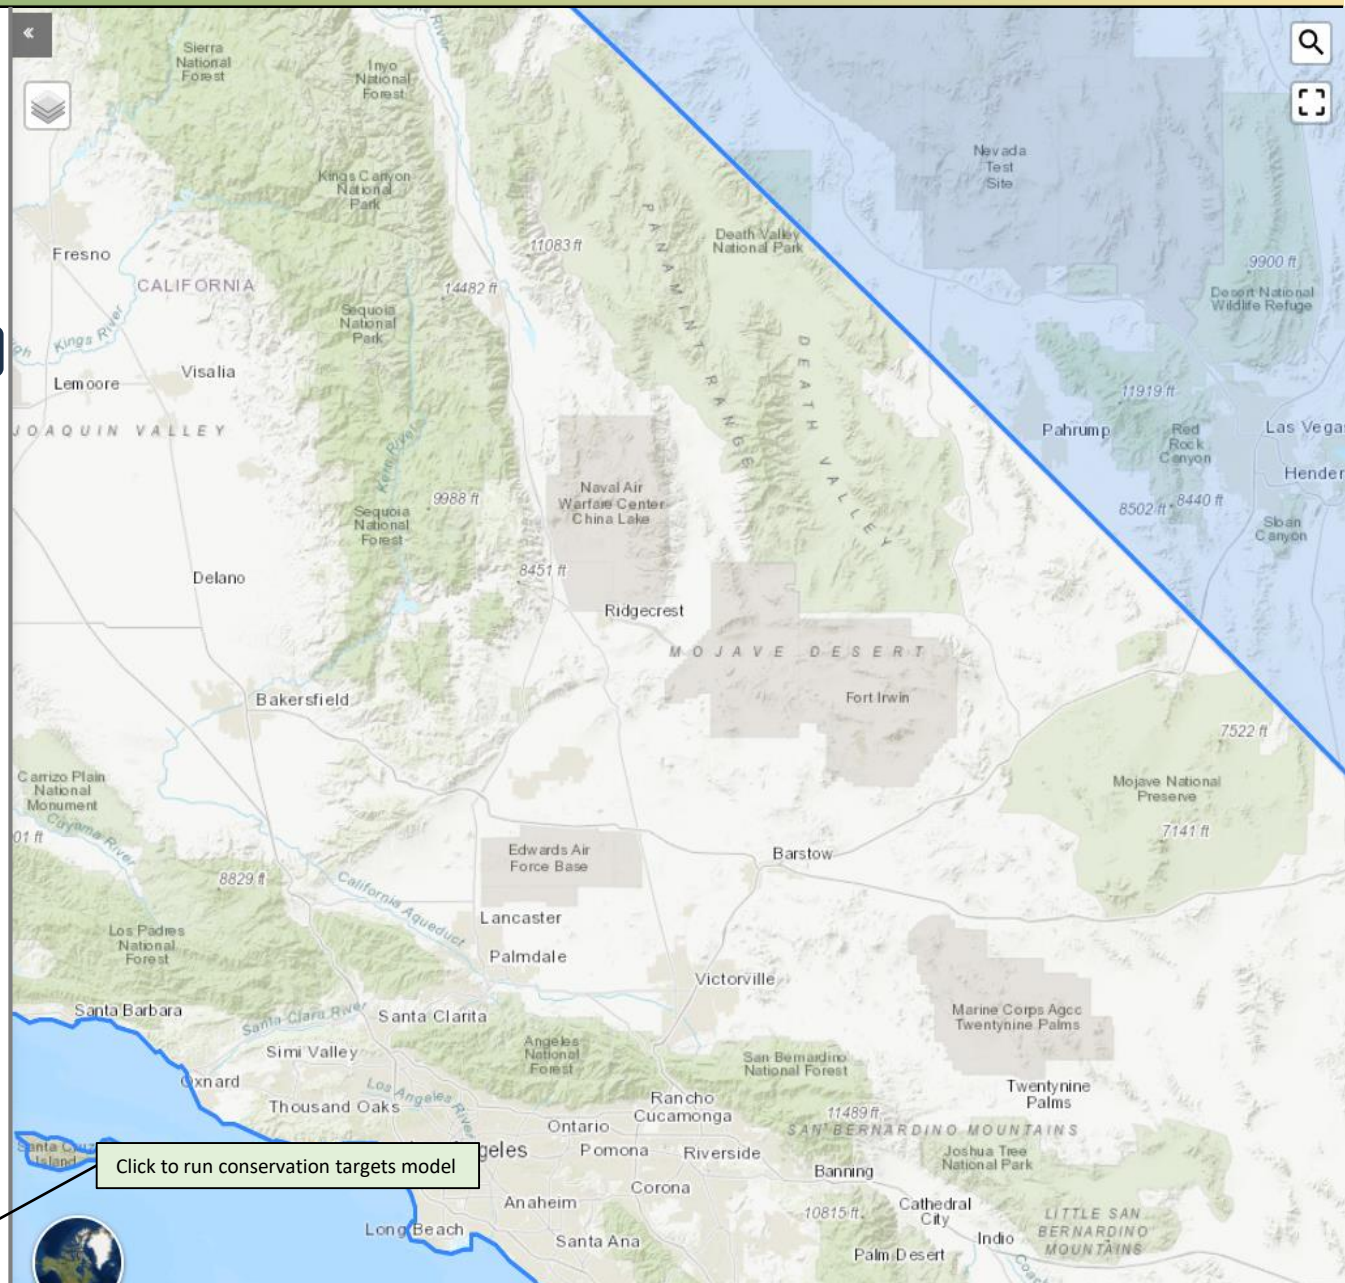 «
Sierra
National
Forest
Inyo
National
Forest
Kings Canyon
National
Park
Nevada
Test
Site
Death Valley
National Park
9900 ft
Desert National
Wildlife Refuge
Fresno
11083 ft
CALIFORNIA
14482 ft
Sequoia
National
Park
PANAMINT RANGE
DEATH VALLEY
Kings River
Lemoore
Visalia
JOAQUIN VALLEY
11919 ft
Pahrump
Red
Rock
Canyon
Las Vega
Hender
8502 ft
8440 ft
Sloan
Canyon
Kern River
9988 ft
Naval Air
Warfare Center
China Lake
Sequoia
National
Forest
Delano
8451 ft
Ridgecrest
MOJAVE DESERT
Fort Irwin
Bakersfield
7522 ft
Carrizo Plain
National
Monument
Cuyama River
01 ft
Mojave National
Preserve
7141 ft
Edwards Air
Force Base
Barstow
8829 ft
California Aqueduct
Lancaster
Los Padres
National
Forest
Palmdale
Victorville
Santa Barbara
Santa Clara River
Santa Clarita
Marine Corps Agcc
Twentynine Palms
Simi Valley
Angeles
National
Forest
San Bernardino
National Forest
Oxnard
Thousand Oaks
Los Angeles River
Rancho
Cucamonga
Twentynine
Palms
11489 ft
SAN BERNARDINO MOUNTAINS
Ontario
Santa Cruz
Island
Click to run conservation targets model
geles
Pomona
Riverside
Banning
Joshua Tree
National Park
Corona
Anaheim
10815 ft
Cathedral
City
LITTLE SAN
BERNARDINO
MOUNTAINS
Long Beach
Santa Ana
Indio
Palm Desert
Coac